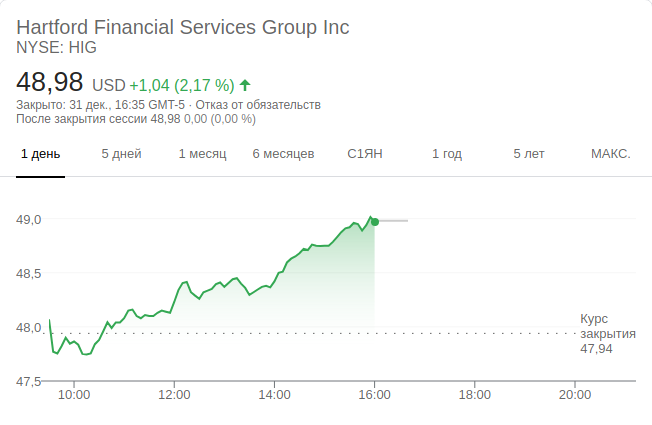 Hartford Financial Services Group Inc
NYSE: HIG
48,98 USD +1,04 (2,17 %)
Закрыто: 31 дек., 16:35 GMT-5 · Отказ от обязательств
После закрытия сессии 48,98 0,00 (0,00 %)
1 день 5 дней 1 месяц 6 месяцев С1ЯН 1 год 5 лет МАКС.
49,0
48,5
48,0
47,5
Курс
закрытия
47,94
10:00 12:00 14:00 16:00 18:00 20:00